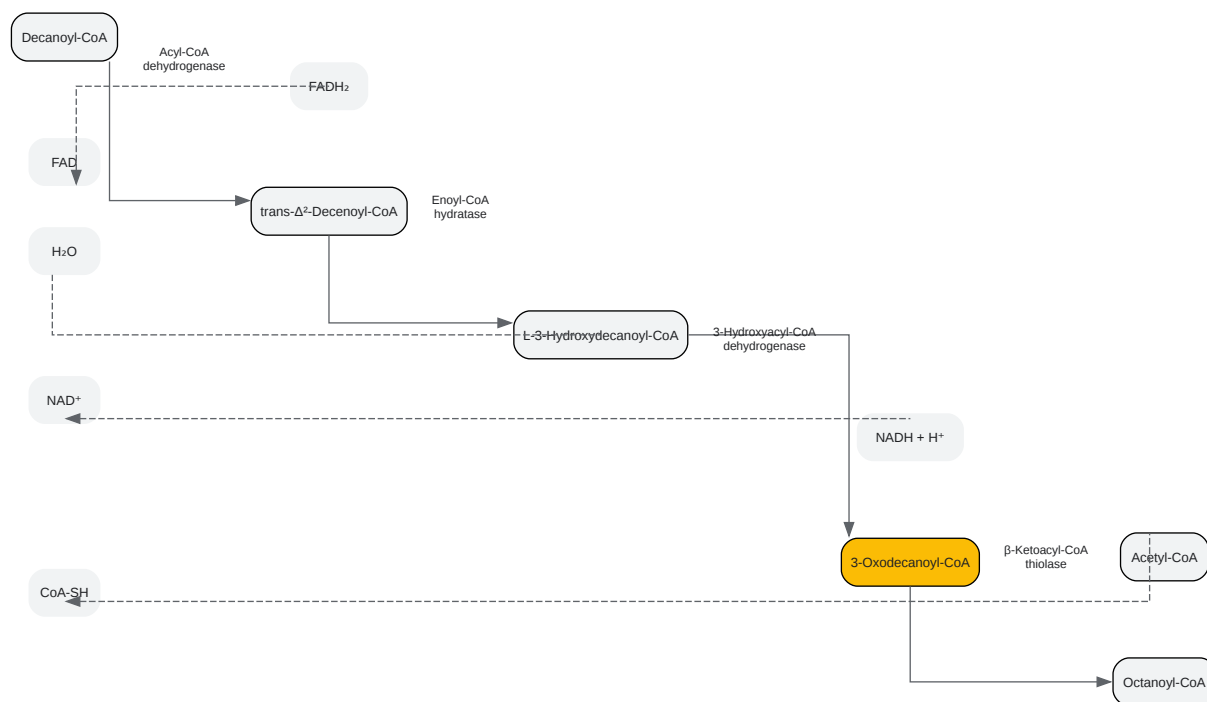 Decanoyl-CoA
Acyl-CoA
dehydrogenase
FADH₂
FAD
trans-Δ²-Decenoyl-CoA
Enoyl-CoA
hydratase
H₂O
L-3-Hydroxydecanoyl-CoA
3-Hydroxyacyl-CoA
dehydrogenase
NAD⁺
NADH + H⁺
3-Oxodecanoyl-CoA
β-Ketoacyl-CoA
thiolase
Acetyl-CoA
CoA-SH
Octanoyl-CoA